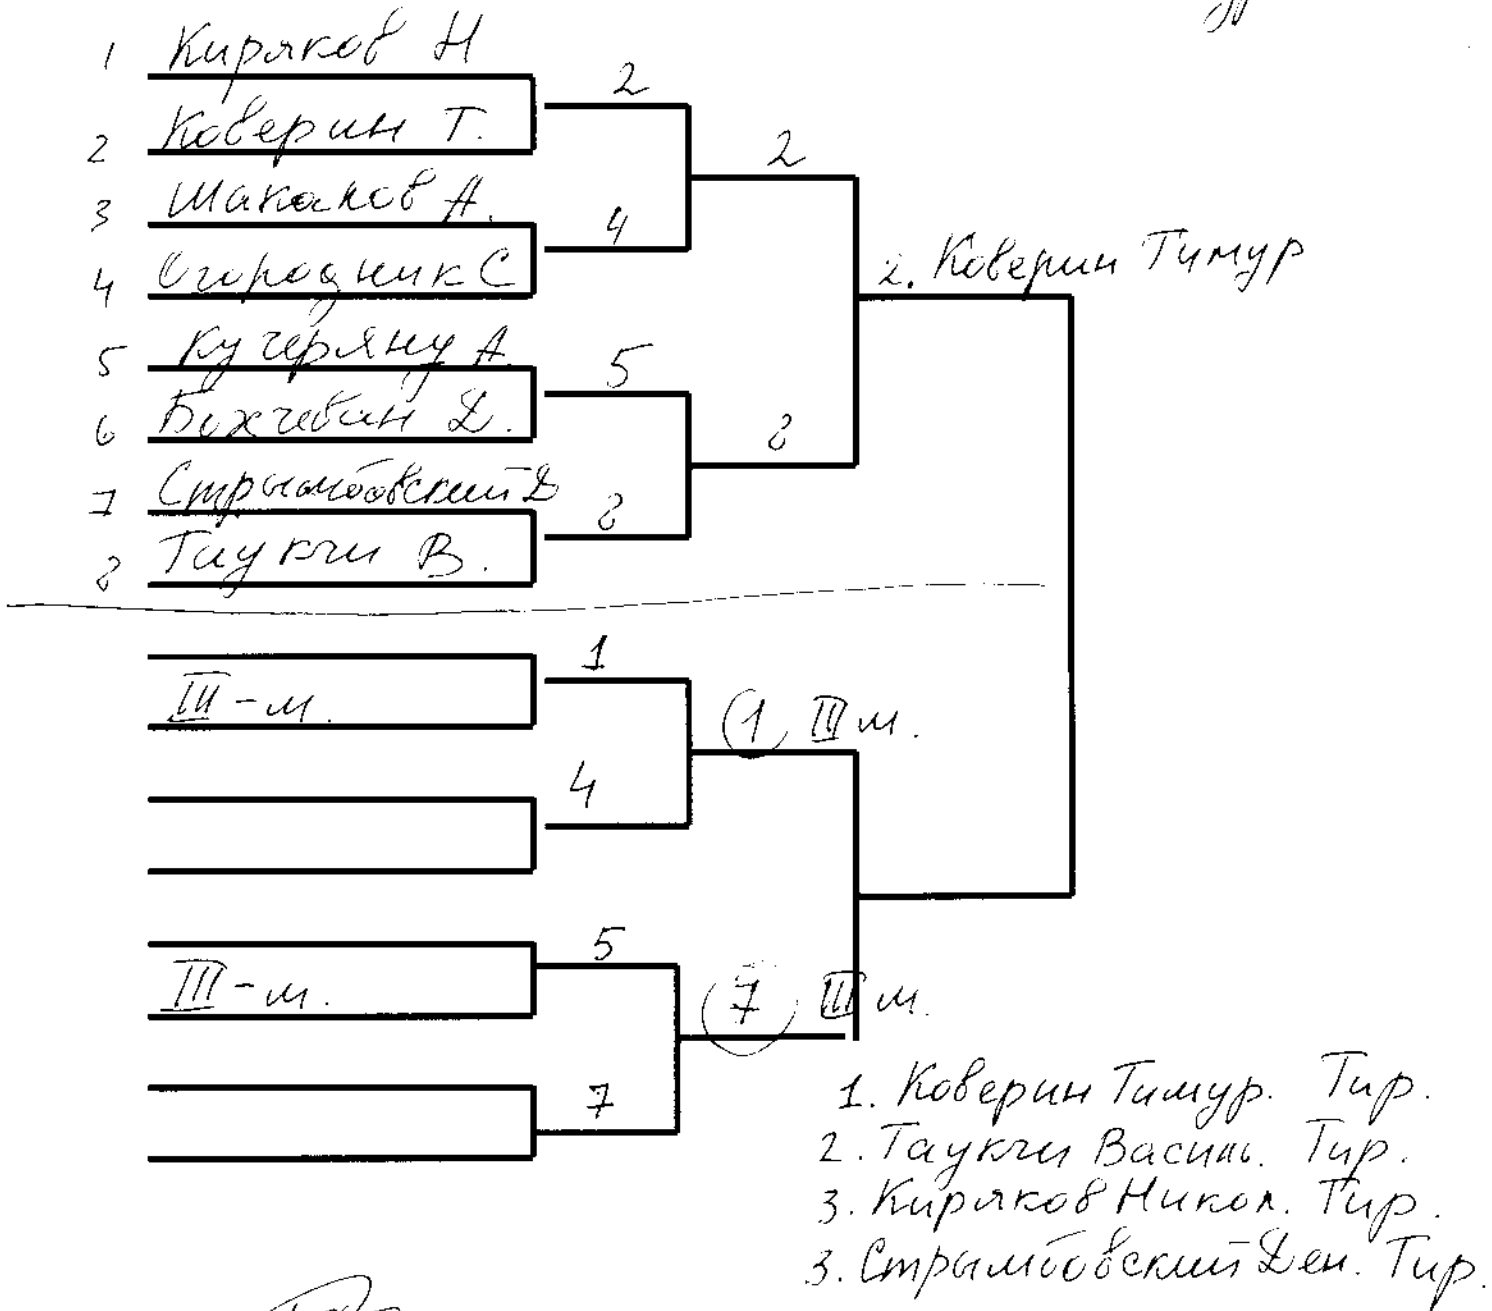 1 Киряков Н
2 Коверин Т.
3 Шаканов А.
4 Огородник С
5 Кучеряну А.
6 Бахчебан Д.
7 Стрымбовский Д
8 Таукчи В.
2
4
5
8
2
8
2. Коверин Тимур
1
III-м.
4
1 III м.
5
III-м.
7
7 III м.
1. Коверин Тимур. Тир.
2. Таукчи Васил. Тир.
3. Киряков Никол. Тир.
3. Стрымбовский Ден. Тир.